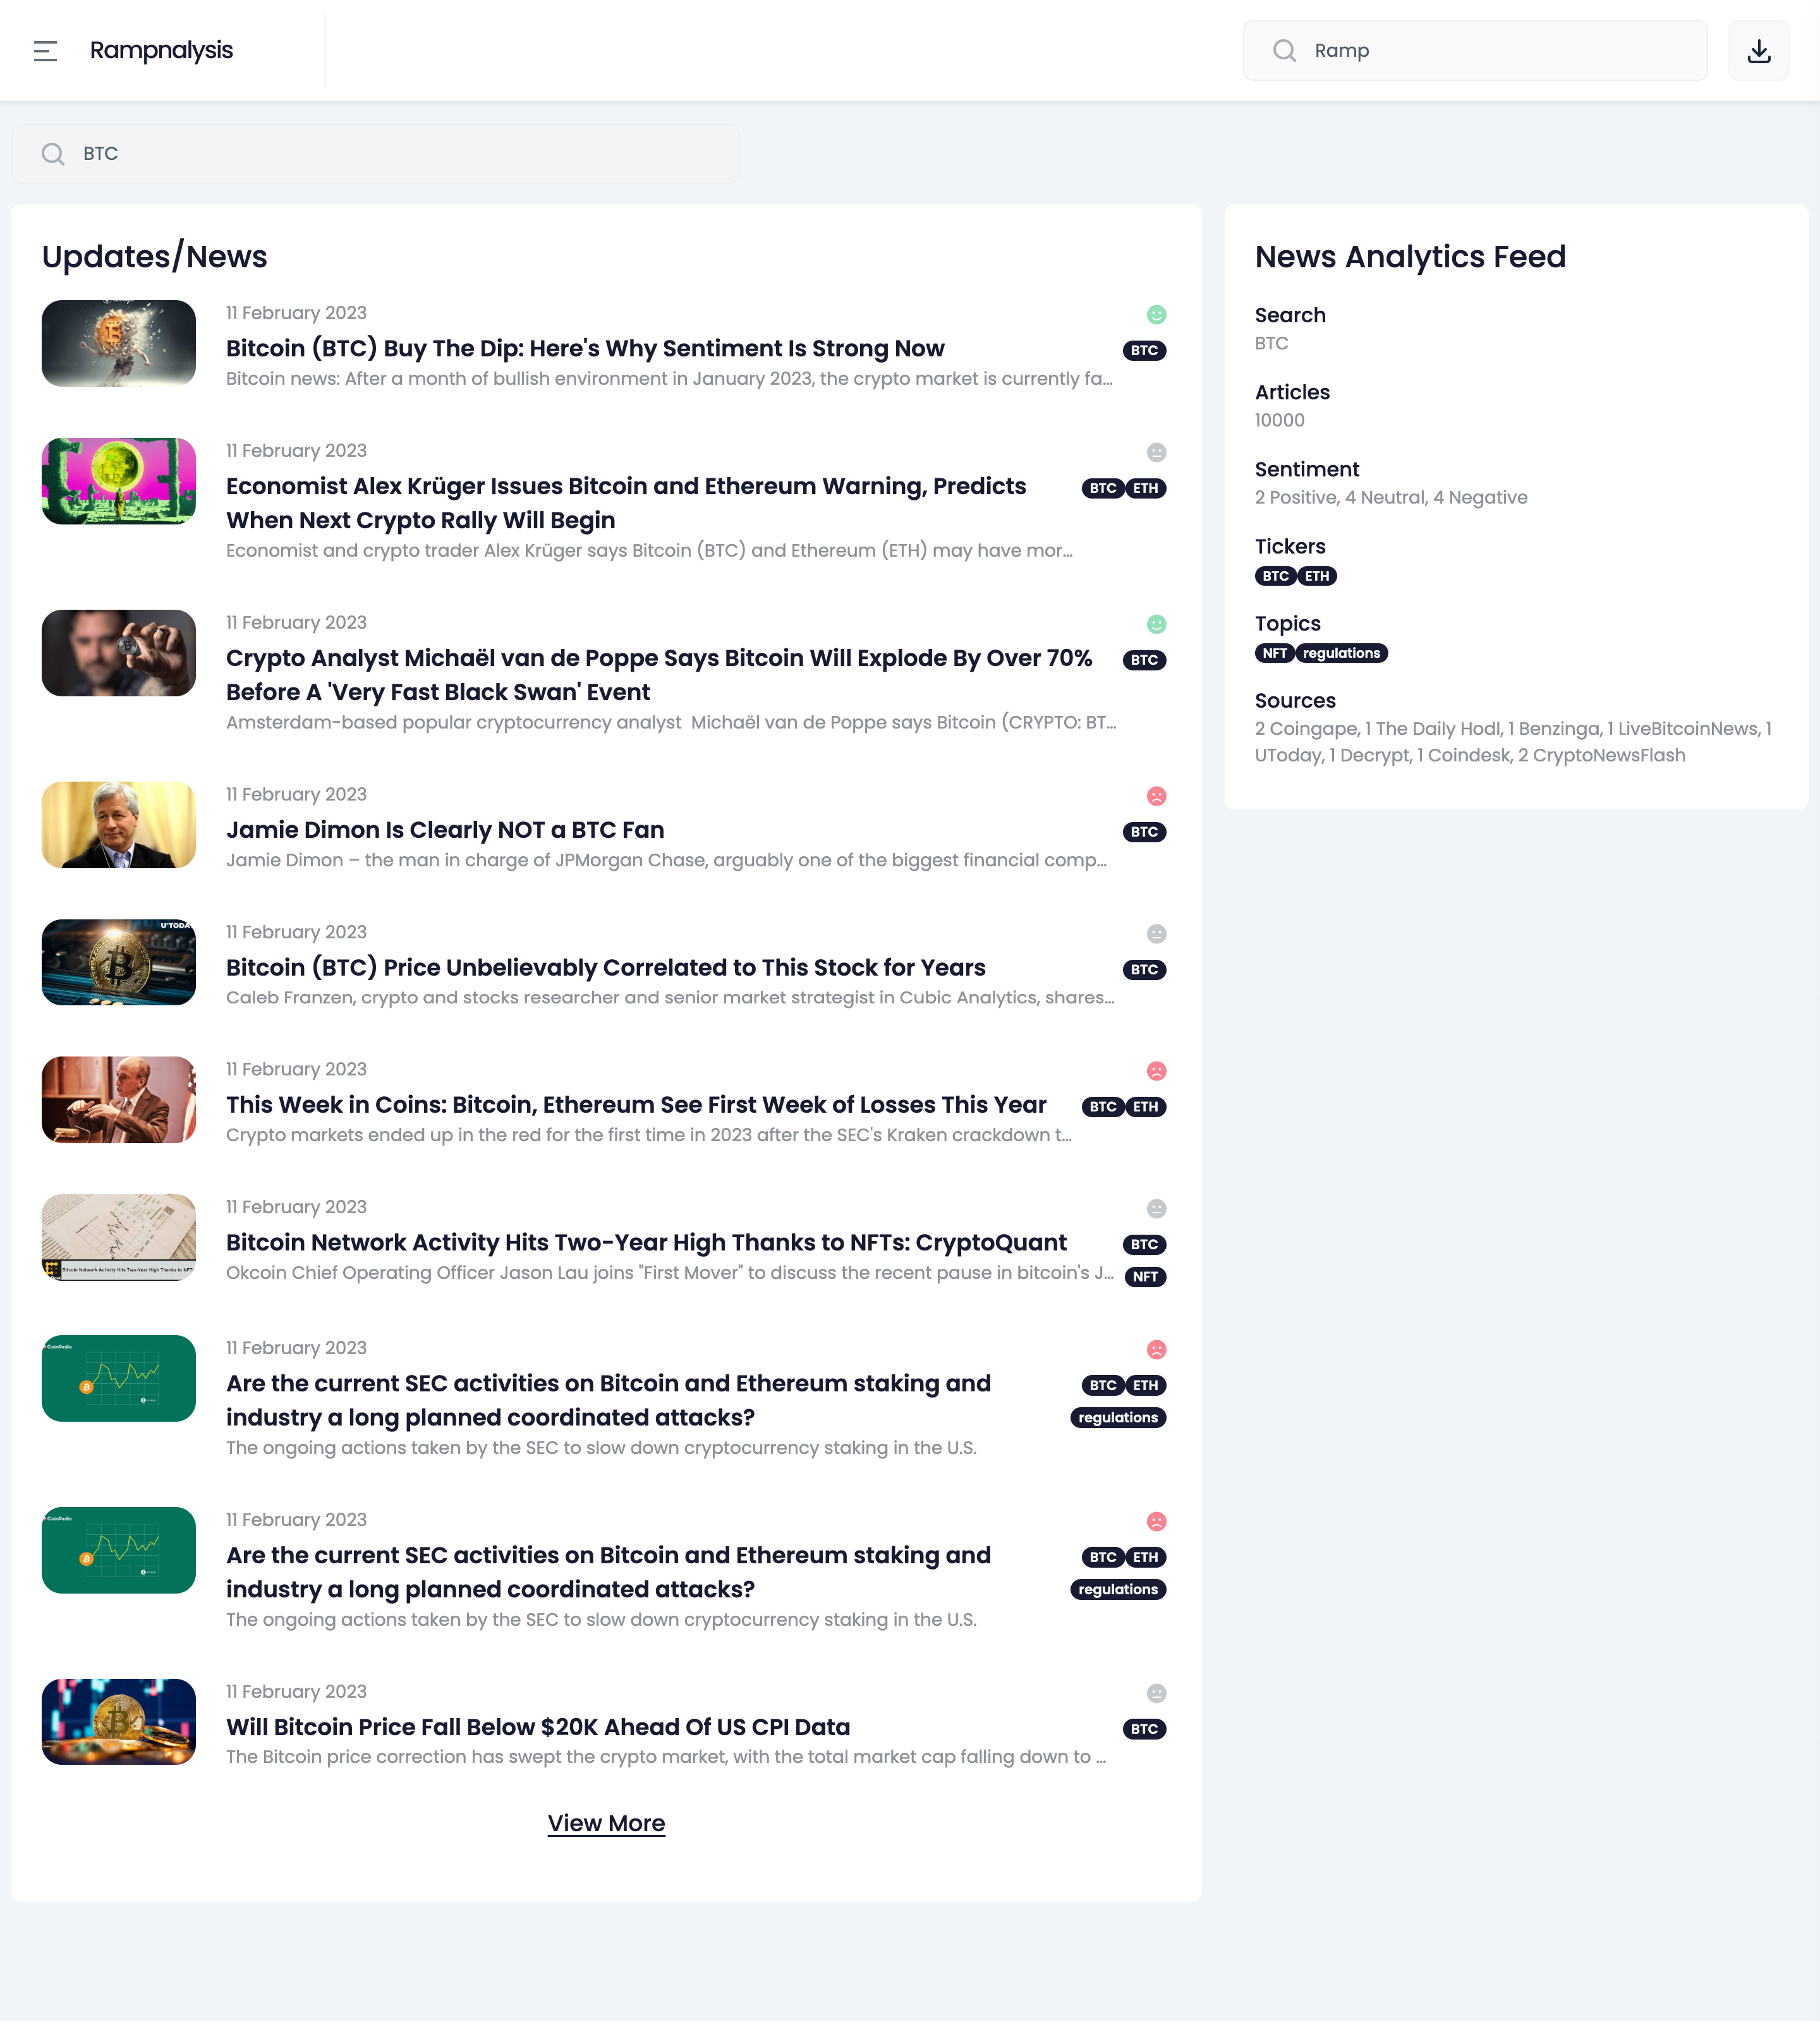 Rampnalysis
Ramp
BTC
Updates/News
11 February 2023
Bitcoin (BTC) Buy The Dip: Here's Why Sentiment Is Strong Now
BTC
Bitcoin news: After a month of bullish environment in January 2023, the crypto market is currently fa...
11 February 2023
Economist Alex Krüger Issues Bitcoin and Ethereum Warning, Predicts
BTC ETH
When Next Crypto Rally Will Begin
Economist and crypto trader Alex Krüger says Bitcoin (BTC) and Ethereum (ETH) may have mor...
11 February 2023
Crypto Analyst Michaël van de Poppe Says Bitcoin Will Explode By Over 70%
BTC
Before A 'Very Fast Black Swan' Event
Amsterdam-based popular cryptocurrency analyst  Michaël van de Poppe says Bitcoin (CRYPTO: BT...
11 February 2023
Jamie Dimon Is Clearly NOT a BTC Fan
BTC
Jamie Dimon – the man in charge of JPMorgan Chase, arguably one of the biggest financial comp...
U°TODA
11 February 2023
Bitcoin (BTC) Price Unbelievably Correlated to This Stock for Years
BTC
Caleb Franzen, crypto and stocks researcher and senior market strategist in Cubic Analytics, shares...
11 February 2023
This Week in Coins: Bitcoin, Ethereum See First Week of Losses This Year
BTC ETH
Crypto markets ended up in the red for the first time in 2023 after the SEC's Kraken crackdown t...
Bitcoin Network Activity Hits Two-Year High Thanks to NFT
11 February 2023
Bitcoin Network Activity Hits Two-Year High Thanks to NFTs: CryptoQuant
BTC
Okcoin Chief Operating Officer Jason Lau joins "First Mover" to discuss the recent pause in bitcoin's J...
NFT
CoinPedia
11 February 2023
Are the current SEC activities on Bitcoin and Ethereum staking and
BTC ETH
industry a long planned coordinated attacks?
regulations
The ongoing actions taken by the SEC to slow down cryptocurrency staking in the U.S.
CoinPedia
11 February 2023
Are the current SEC activities on Bitcoin and Ethereum staking and
BTC ETH
industry a long planned coordinated attacks?
regulations
The ongoing actions taken by the SEC to slow down cryptocurrency staking in the U.S.
11 February 2023
Will Bitcoin Price Fall Below $20K Ahead Of US CPI Data
BTC
The Bitcoin price correction has swept the crypto market, with the total market cap falling down to ...
View More
News Analytics Feed
Search
BTC
Articles
10000
Sentiment
2 Positive, 4 Neutral, 4 Negative
Tickers
BTC ETH
Topics
NFT regulations
Sources
2 Coingape, 1 The Daily Hodl, 1 Benzinga, 1 LiveBitcoinNews, 1
UToday, 1 Decrypt, 1 Coindesk, 2 CryptoNewsFlash